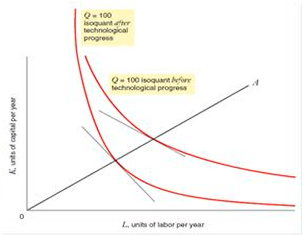 Q = 100
isoquant after
technological
progress
Q = 100 isoquant before
technological progress
A
K, units of capital per year
0
L, units of labor per year